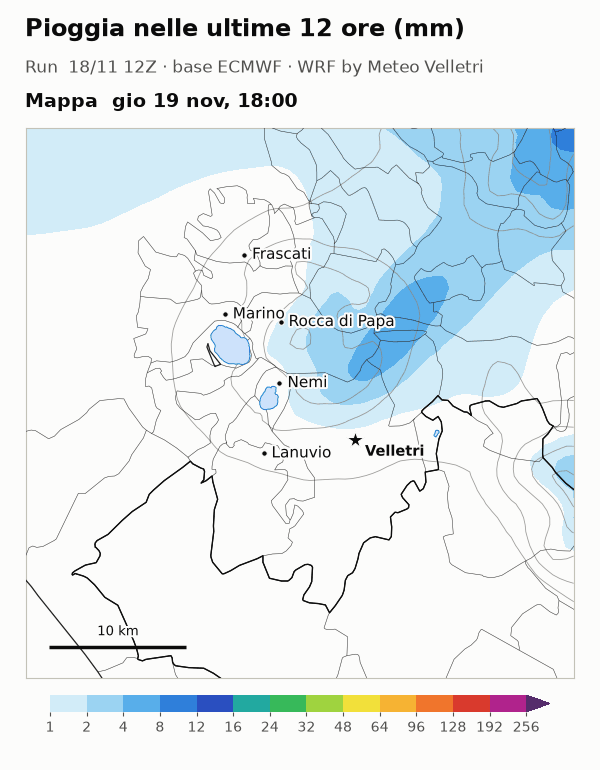 Pioggia nelle ultime 12 ore (mm)
Run  18/11 12Z · base ECMWF · WRF by Meteo Velletri
Mappa  gio 19 nov, 18:00
Frascati
Marino
Rocca di Papa
Nemi
Velletri
Lanuvio
10 km
1 2 4 8 12 16 24 32 48 64 96 128 192 256